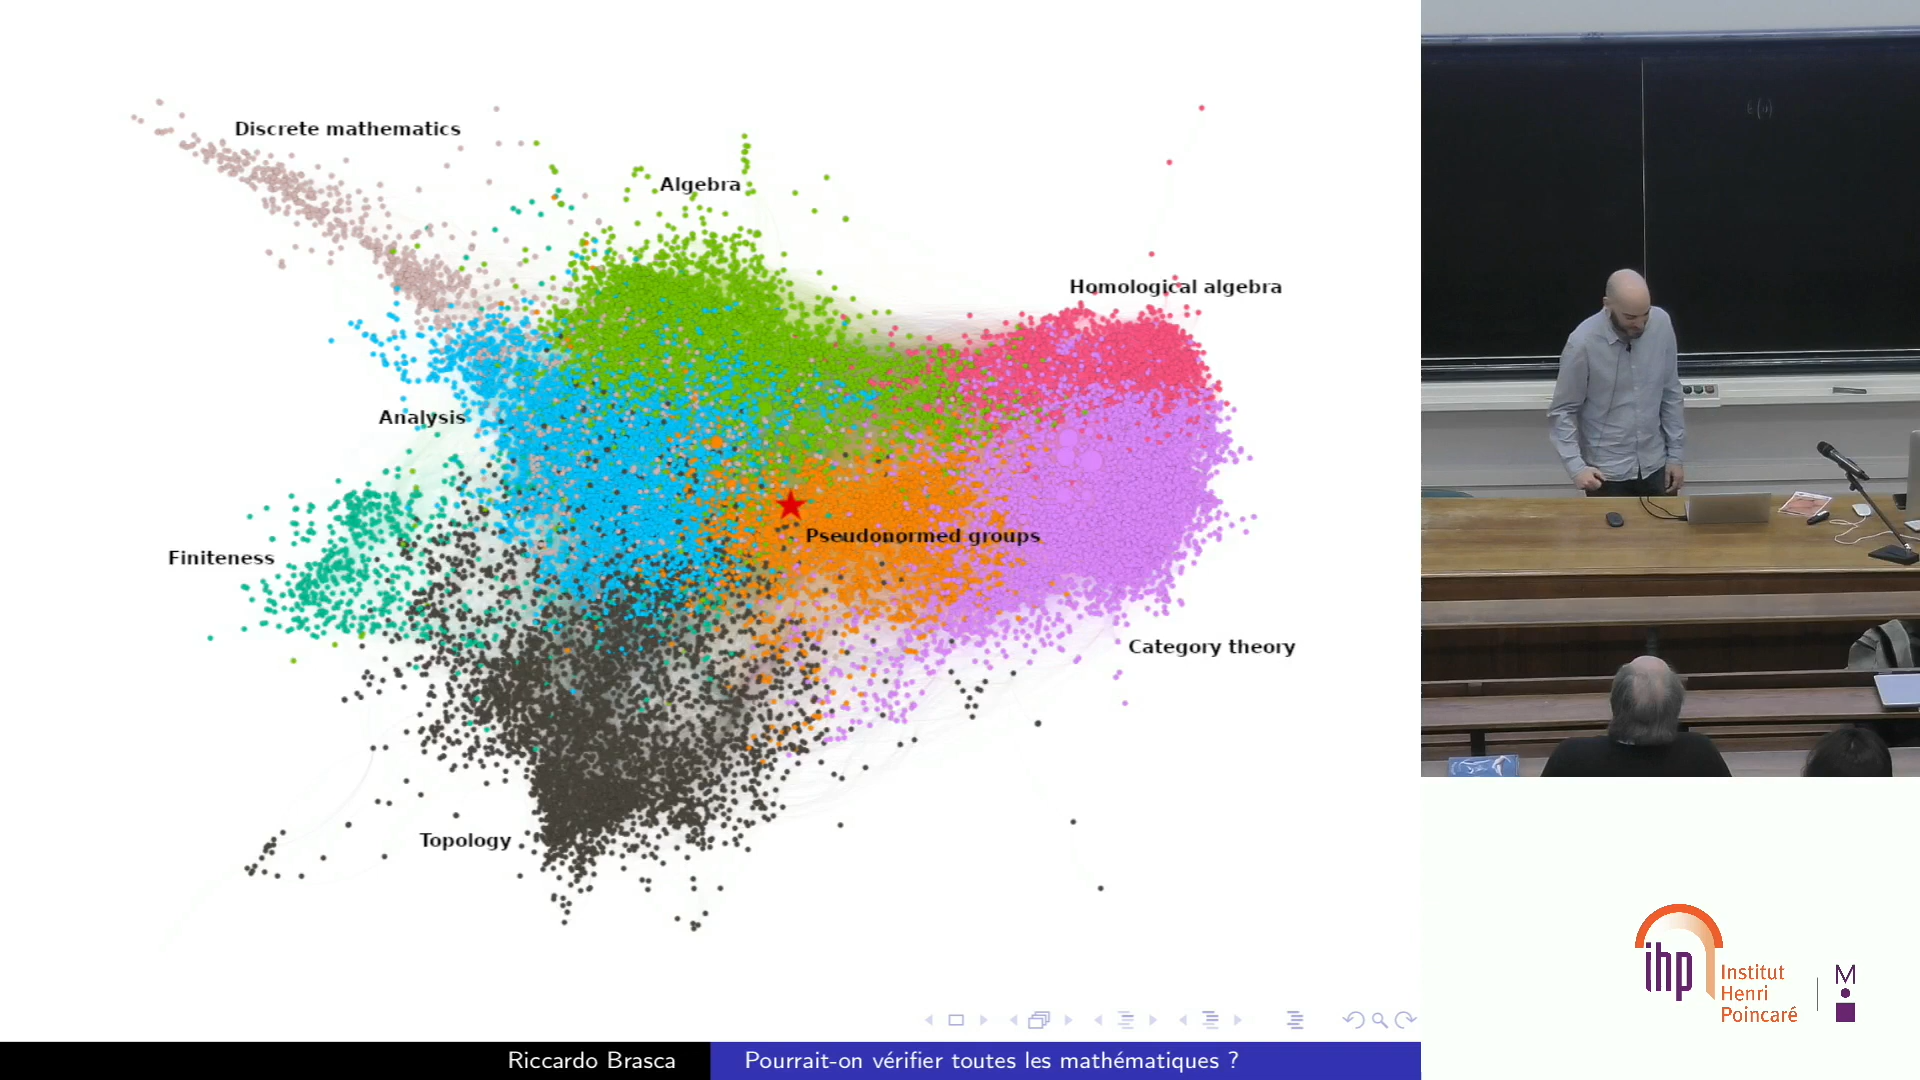 Discrete mathematics
Algebra
Homological algebra
Analysis
Pseudonormed groups
Finiteness
Category theory
Topology
Riccardo Brasca
Pourrait-on vérifier toutes les mathématiques ?
ihp
Institut
Henri
Poincaré
M